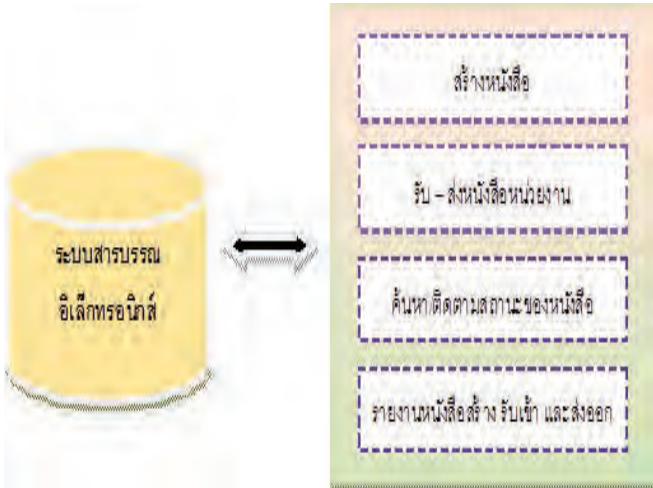 ระบบสารบรรณ
อิเล็กทรอนิกส์
สร้างหนังสือ
รับ – ส่งหนังสือหน่วยงาน
ค้นหา/ติดตามสถานะของหนังสือ
รายงานหนังสือสร้าง รับเข้า และส่งออก